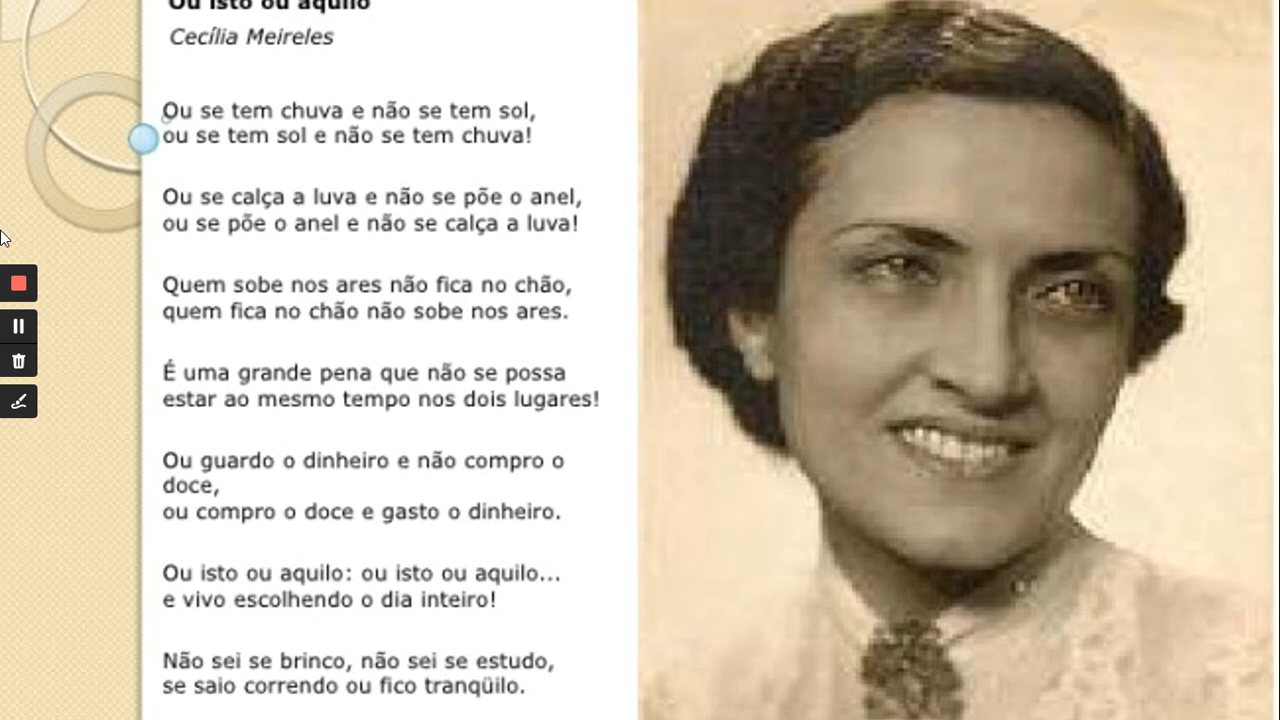 Ou isto ou aquilo
Cecília Meireles
Ou se tem chuva e não se tem sol,
ou se tem sol e não se tem chuva!
Ou se calça a luva e não se põe o anel,
ou se põe o anel e não se calça a luva!
Quem sobe nos ares não fica no chão,
quem fica no chão não sobe nos ares.
É uma grande pena que não se possa
estar ao mesmo tempo nos dois lugares!
Ou guardo o dinheiro e não compro o
doce,
ou compro o doce e gasto o dinheiro.
Ou isto ou aquilo: ou isto ou aquilo...
e vivo escolhendo o dia inteiro!
Não sei se brinco, não sei se estudo,
se saio correndo ou fico tranqüilo.